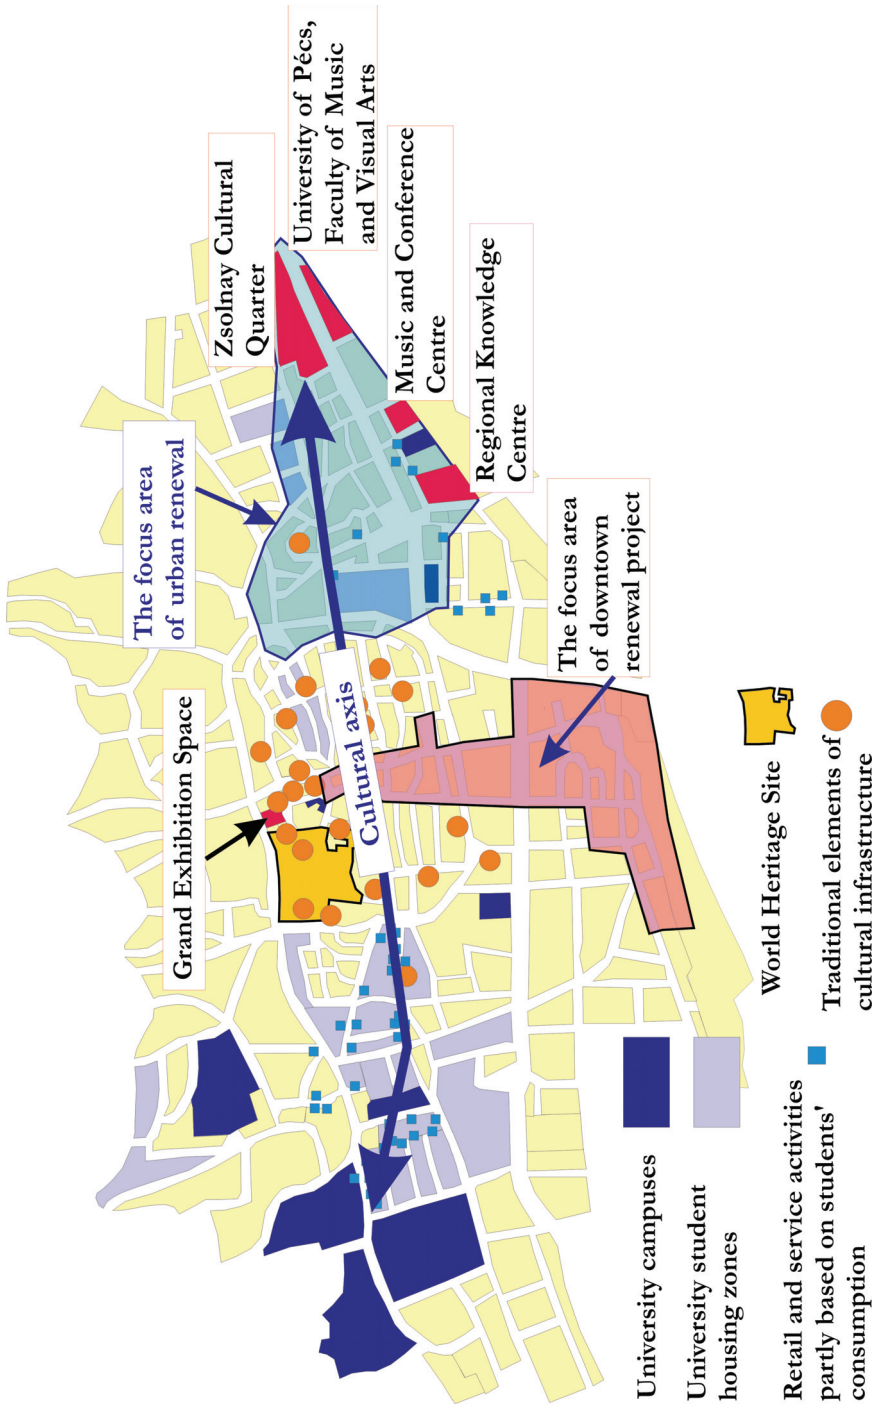 Grand Exhibition Space
The focus area
of urban renewal
Zsolnay Cultural
Quarter
University of Pécs,
Faculty of Music
and Visual Arts
Music and Conference
Centre
Regional Knowledge
Centre
Cultural axis
The focus area
of downtown
renewal project
University campuses
University student
housing zones
Retail and service activities
partly based on students'
consumption
World Heritage Site
Traditional elements of
cultural infrastructure